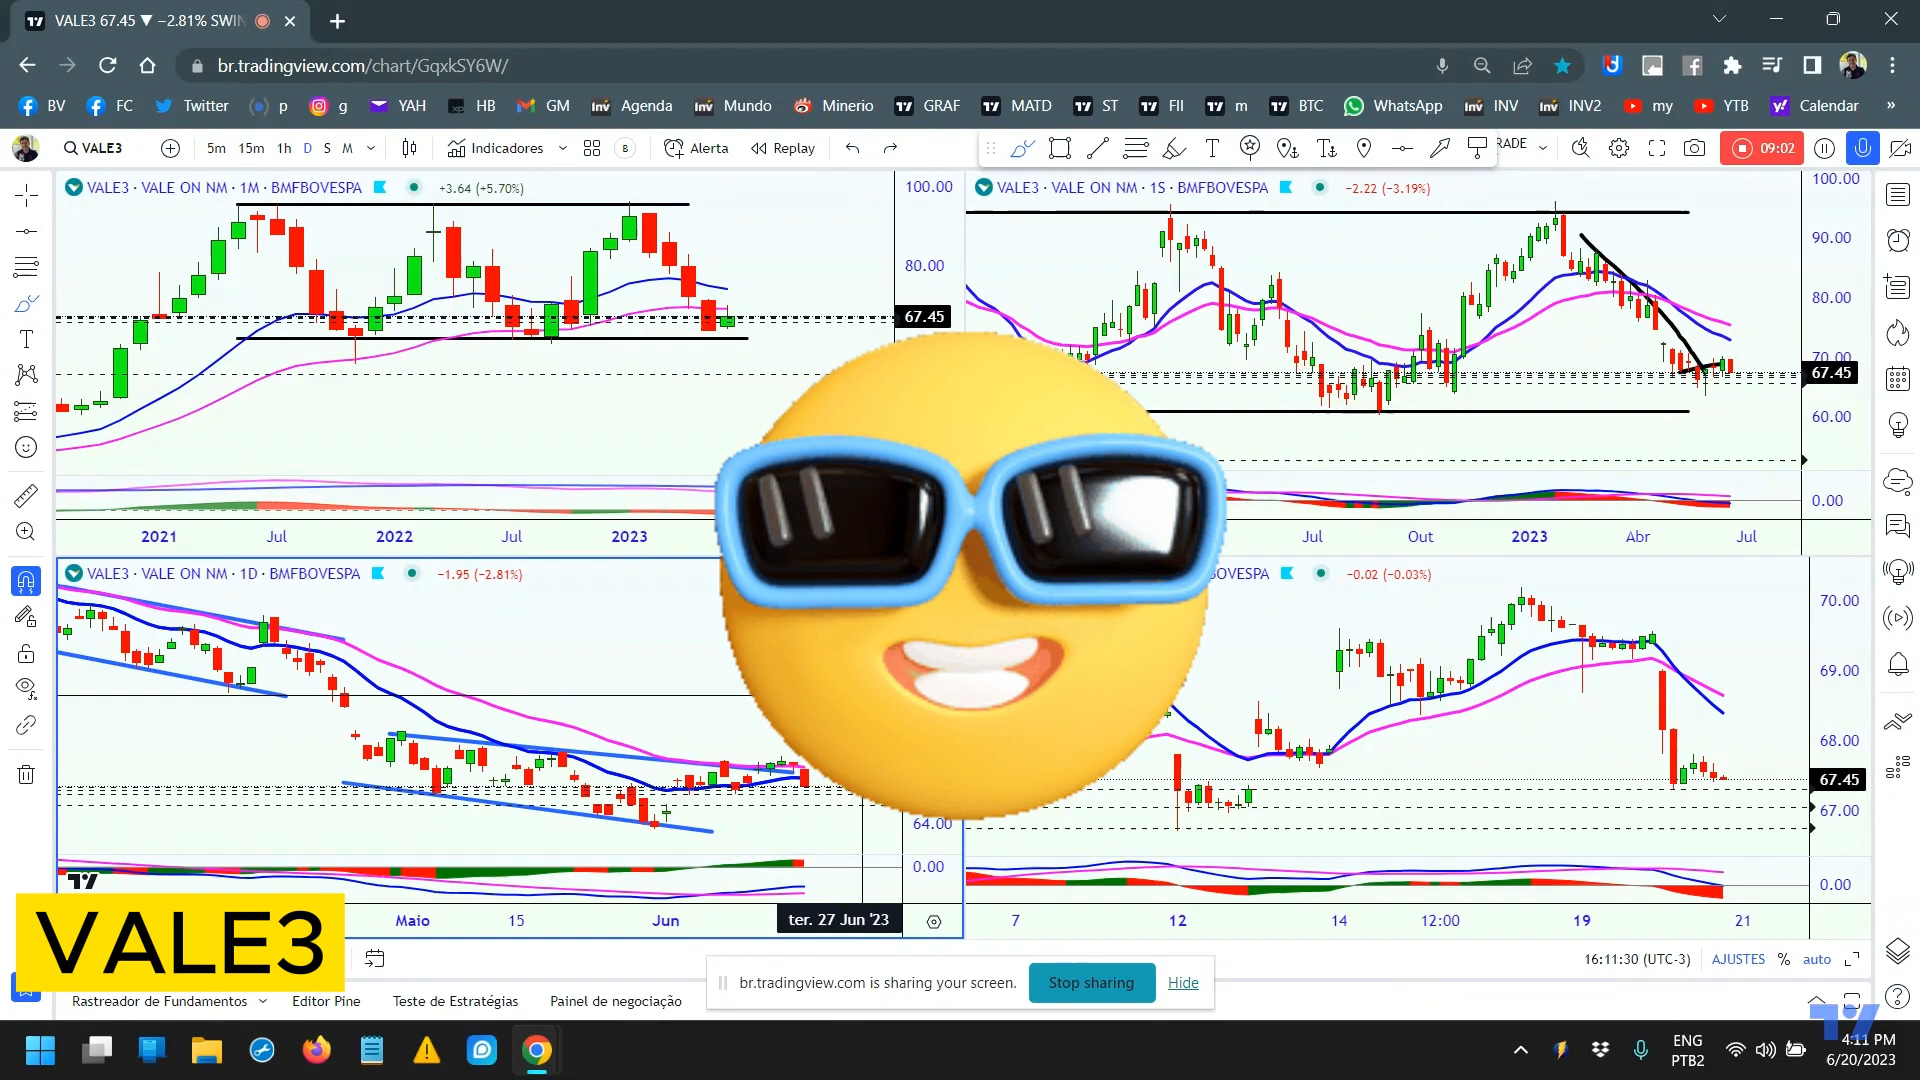 VALE3 67.45 ▼ −2.81% SWIN
br.tradingview.com/chart/GqxkSY6W/
BV FC Twitter p g YAH HB GM Agenda Mundo Minerio GRAF MATD ST FII m BTC WhatsApp INV INV2 my YTB Calendar »
VALE3 5m 15m 1h D S M Indicadores B Alerta Replay T RADE 09:02
VALE3 · VALE ON NM · 1M · BMFBOVESPA +3.64 (+5.70%)
100.00
80.00
67.45
2021 Jul 2022 Jul 2023
VALE3 · VALE ON NM · 1S · BMFBOVESPA −2.22 (−3.19%)
100.00
90.00
80.00
70.00
67.45
60.00
0.00
Jul Out 2023 Abr Jul
VALE3 · VALE ON NM · 1D · BMFBOVESPA −1.95 (−2.81%)
64.00
0.00
Maio 15 Jun ter. 27 Jun '23
BOVESPA −0.02 (−0.03%)
70.00
69.00
68.00
67.45
67.00
0.00
7 12 14 12:00 19 21
VALE3
16:11:30 (UTC-3) AJUSTES % auto
br.tradingview.com is sharing your screen. Stop sharing Hide
Rastreador de Fundamentos Editor Pine Teste de Estratégias Painel de negociação
ENG
PTB2
4:11 PM
6/20/2023